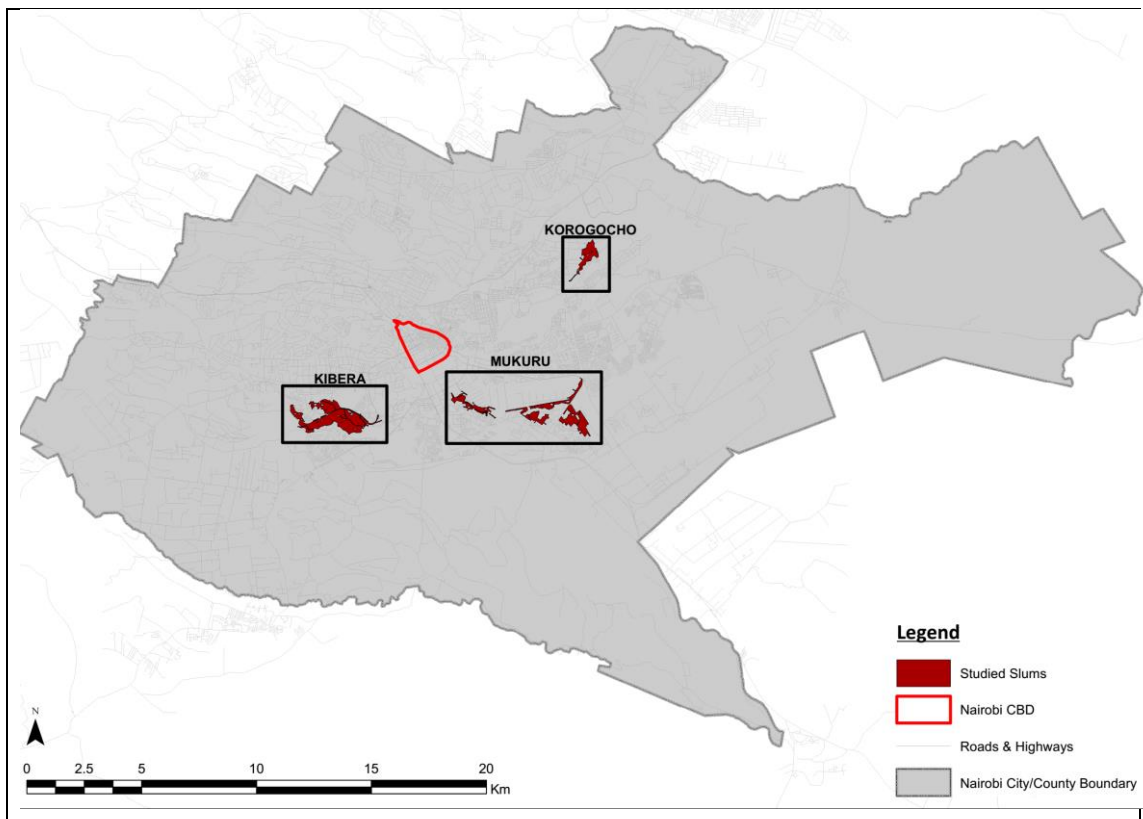 KOROGOCHO
MUKURU
KIBERA
Legend
Studied Slums
Nairobi CBD
Roads & Highways
Nairobi City/County Boundary
N
0 2.5 5 10 15 20
Km